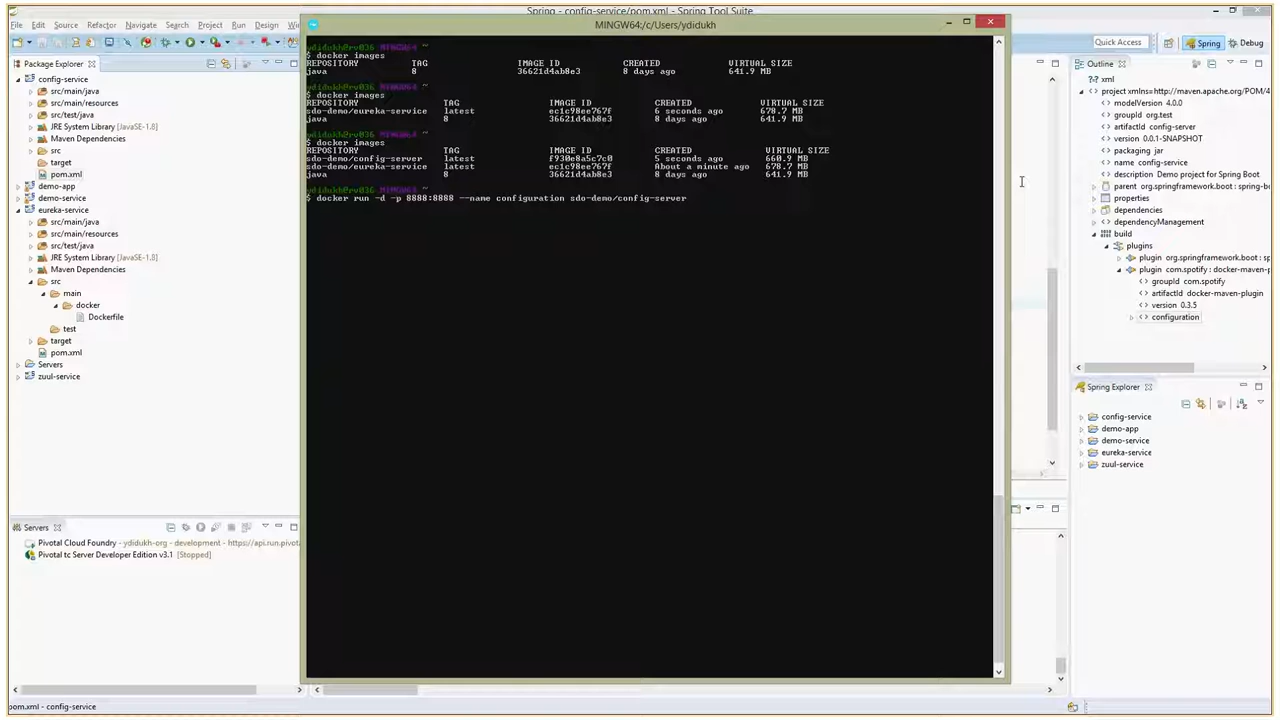 Spring - config-service/pom.xml - Spring Tool Suite
MINGW64:/c/Users/ydidukh
File Edit Source Refactor Navigate Search Project Run Design Win
Quick Access
Spring
Debug
Package Explorer
config-service
src/main/java
src/main/resources
src/test/java
JRE System Library [JavaSE-1.8]
Maven Dependencies
src
target
pom.xml
demo-app
demo-service
eureka-service
src/main/java
src/main/resources
src/test/java
JRE System Library [JavaSE-1.8]
Maven Dependencies
src
main
docker
Dockerfile
test
target
pom.xml
Servers
zuul-service
Servers
Pivotal Cloud Foundry - ydidukh-org - development - https://api.run.pivota
Pivotal tc Server Developer Edition v3.1 [Stopped]
pom.xml - config-service
ydidukh@rv036 MINGW64 ~
$ docker images
REPOSITORY TAG IMAGE ID CREATED VIRTUAL SIZE
java 8 36621d4ab8e3 8 days ago 641.9 MB
ydidukh@rv036 MINGW64 ~
$ docker images
REPOSITORY TAG IMAGE ID CREATED VIRTUAL SIZE
sdo-demo/eureka-service latest ec1c98ee767f 6 seconds ago 678.7 MB
java 8 36621d4ab8e3 8 days ago 641.9 MB
ydidukh@rv036 MINGW64 ~
$ docker images
REPOSITORY TAG IMAGE ID CREATED VIRTUAL SIZE
sdo-demo/config-server latest f930e8a5c7c0 5 seconds ago 660.9 MB
sdo-demo/eureka-service latest ec1c98ee767f About a minute ago 678.7 MB
java 8 36621d4ab8e3 8 days ago 641.9 MB
ydidukh@rv036 MINGW64 ~
$ docker run -d -p 8888:8888 --name configuration sdo-demo/config-server
Outline
xml
project xmlns=http://maven.apache.org/POM/4
modelVersion 4.0.0
groupId org.test
artifactId config-server
version 0.0.1-SNAPSHOT
packaging jar
name config-service
description Demo project for Spring Boot
parent org.springframework.boot : spring-b
properties
dependencies
dependencyManagement
build
plugins
plugin org.springframework.boot : sp
plugin com.spotify : docker-maven-p
groupId com.spotify
artifactId docker-maven-plugin
version 0.3.5
configuration
Spring Explorer
config-service
demo-app
demo-service
eureka-service
zuul-service